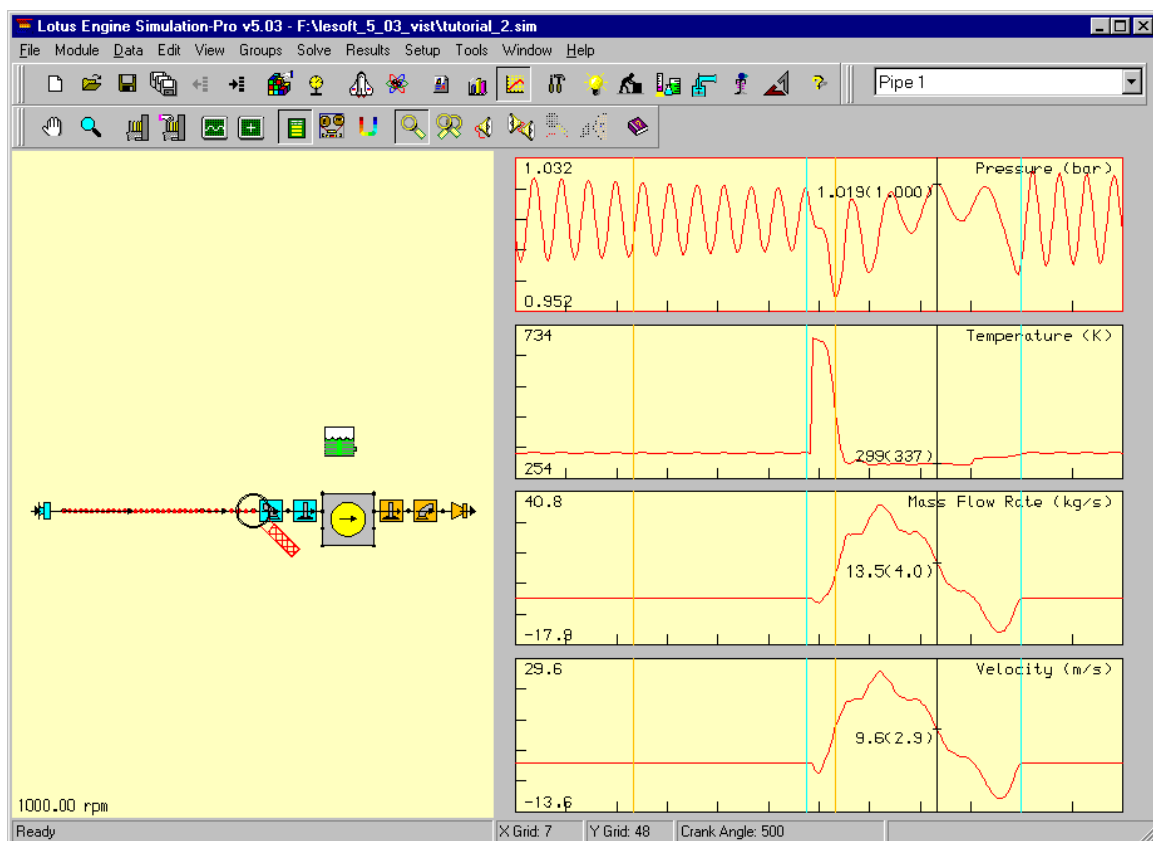 Lotus Engine Simulation-Pro v5.03 - F:\lesoft_5_03_vist\tutorial_2.sim
File Module Data Edit View Groups Solve Results Setup Tools Window Help
Pipe 1
1.032 Pressure (bar)
1.019(1.000)
0.952
734 Temperature (K)
299(337)
254
40.8 Mass Flow Rate (kg/s)
13.5(4.0)
-17.9
29.6 Velocity (m/s)
9.6(2.9)
-13.6
1000.00 rpm
Ready X Grid: 7 Y Grid: 48 Crank Angle: 500